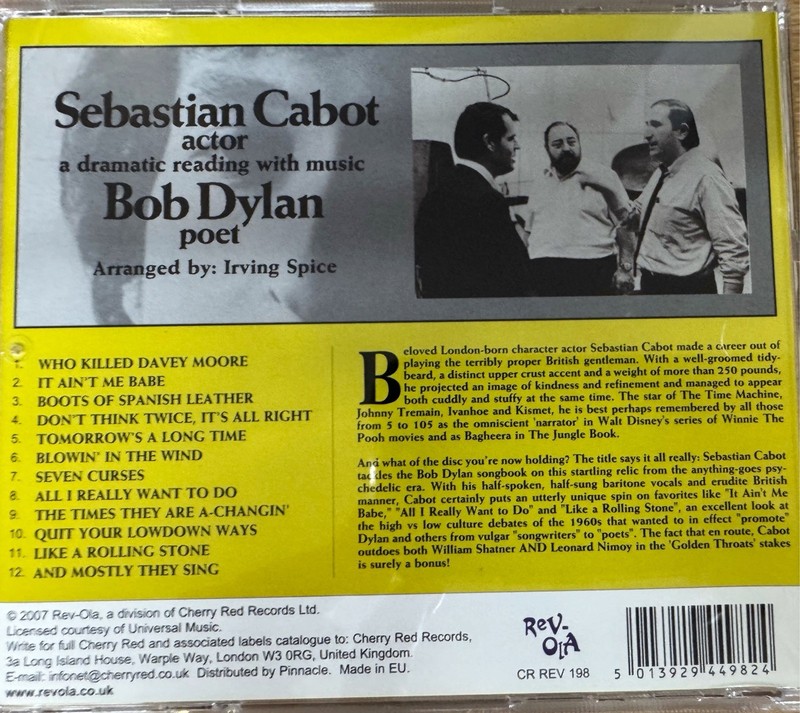 Sebastian Cabot
actor
a dramatic reading with music
Bob Dylan
poet
Arranged by: Irving Spice
1. WHO KILLED DAVEY MOORE
2. IT AIN'T ME BABE
3. BOOTS OF SPANISH LEATHER
4. DON'T THINK TWICE, IT'S ALL RIGHT
5. TOMORROW'S A LONG TIME
6. BLOWIN' IN THE WIND
7. SEVEN CURSES
8. ALL I REALLY WANT TO DO
9. THE TIMES THEY ARE A-CHANGIN'
10. QUIT YOUR LOWDOWN WAYS
11. LIKE A ROLLING STONE
12. AND MOSTLY THEY SING
Beloved London-born character actor Sebastian Cabot made a career out of
playing the terribly proper British gentleman. With a well-groomed tidy-
beard, a distinct upper crust accent and a weight of more than 250 pounds,
he projected an image of kindness and refinement and managed to appear
both cuddly and stuffy at the same time. The star of The Time Machine,
Johnny Tremain, Ivanhoe and Kismet, he is best perhaps remembered by all those
from 5 to 105 as the omniscient 'narrator' in Walt Disney's series of Winnie The
Pooh movies and as Bagheera in The Jungle Book.
And what of the disc you're now holding? The title says it all really: Sebastian Cabot
tackles the Bob Dylan songbook on this startling relic from the anything-goes psy-
chedelic era. With his half-spoken, half-sung baritone vocals and erudite British
manner, Cabot certainly puts an utterly unique spin on favorites like "It Ain't Me
Babe," "All I Really Want to Do" and "Like a Rolling Stone", an excellent look at
the high vs low culture debates of the 1960s that wanted to in effect "promote"
Dylan and others from vulgar "songwriters" to "poets". The fact that en route, Cabot
outdoes both William Shatner AND Leonard Nimoy in the 'Golden Throats' stakes
is surely a bonus!
© 2007 Rev-Ola, a division of Cherry Red Records Ltd.
Licensed courtesy of Universal Music.
Write for full Cherry Red and associated labels catalogue to: Cherry Red Records,
3a Long Island House, Warple Way, London W3 0RG, United Kingdom.
E-mail: infonet@cherryred.co.uk Distributed by Pinnacle. Made in EU.
www.revola.co.uk
REV-
OLA
CR REV 198
5 013929 449824